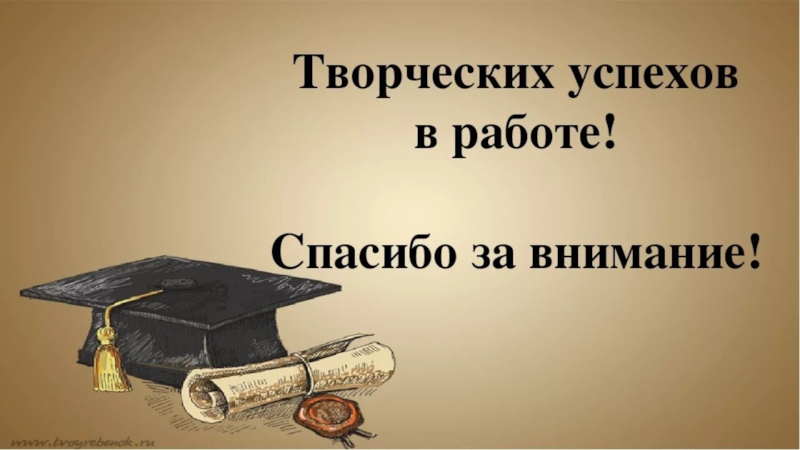 Творческих успехов
в работе!
Спасибо за внимание!
www.tvoyrebenok.ru